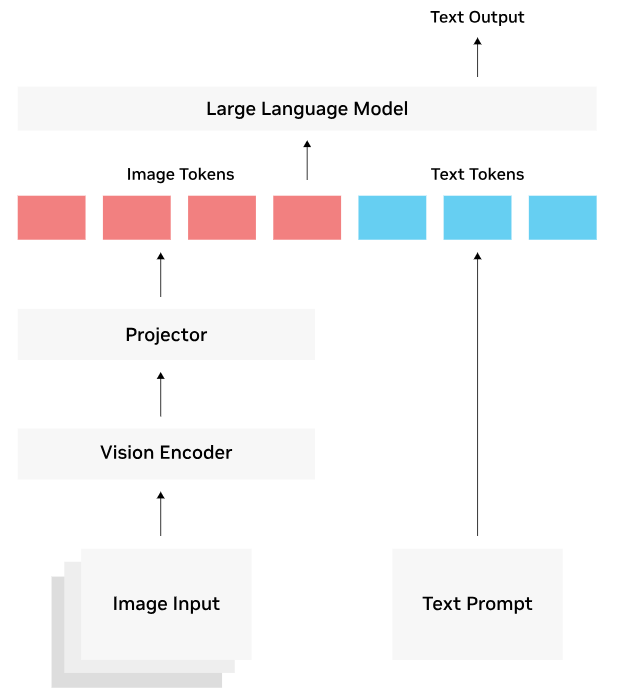 Text Output
Large Language Model
Image Tokens
Text Tokens
Projector
Vision Encoder
Image Input
Text Prompt